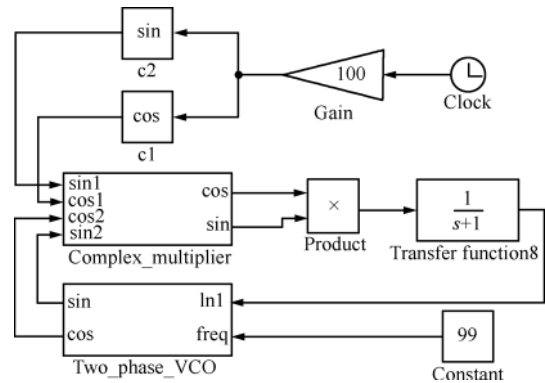 sin
c2
100
Gain
Clock
cos
c1
sin1
cos1
cos2
sin2
cos
sin
Complex_multiplier
×
Product
1
s+1
Transfer function8
sin
cos
ln1
freq
Two_phase_VCO
99
Constant